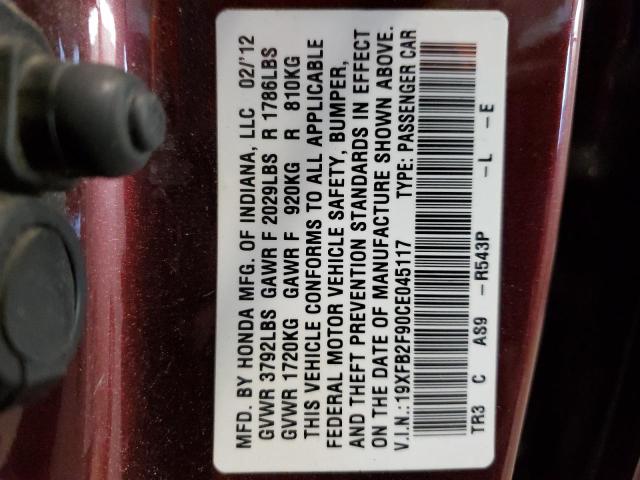 MFD. BY HONDA MFG. OF INDIANA, LLC 02/'12
GVWR 3792LBS GAWR F 2029LBS R 1786LBS
GVWR 1720KG GAWR F 920KG R 810KG
THIS VEHICLE CONFORMS TO ALL APPLICABLE
FEDERAL MOTOR VEHICLE SAFETY, BUMPER,
AND THEFT PREVENTION STANDARDS IN EFFECT
ON THE DATE OF MANUFACTURE SHOWN ABOVE.
V.I.N.:19XFB2F90CE045117 TYPE: PASSENGER CAR
TR3 C AS9 -R543P -L -E